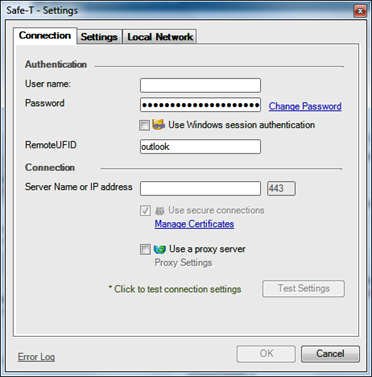 Safe-T - Settings
Connection Settings Local Network
Authentication
User name:
Password ●●●●●●●●●●●●●●●●●●●●● Change Password
Use Windows session authentication
RemoteUFID outlook
Connection
Server Name or IP address 443
Use secure connections
Manage Certificates
Use a proxy server
Proxy Settings
* Click to test connection settings Test Settings
Error Log OK Cancel